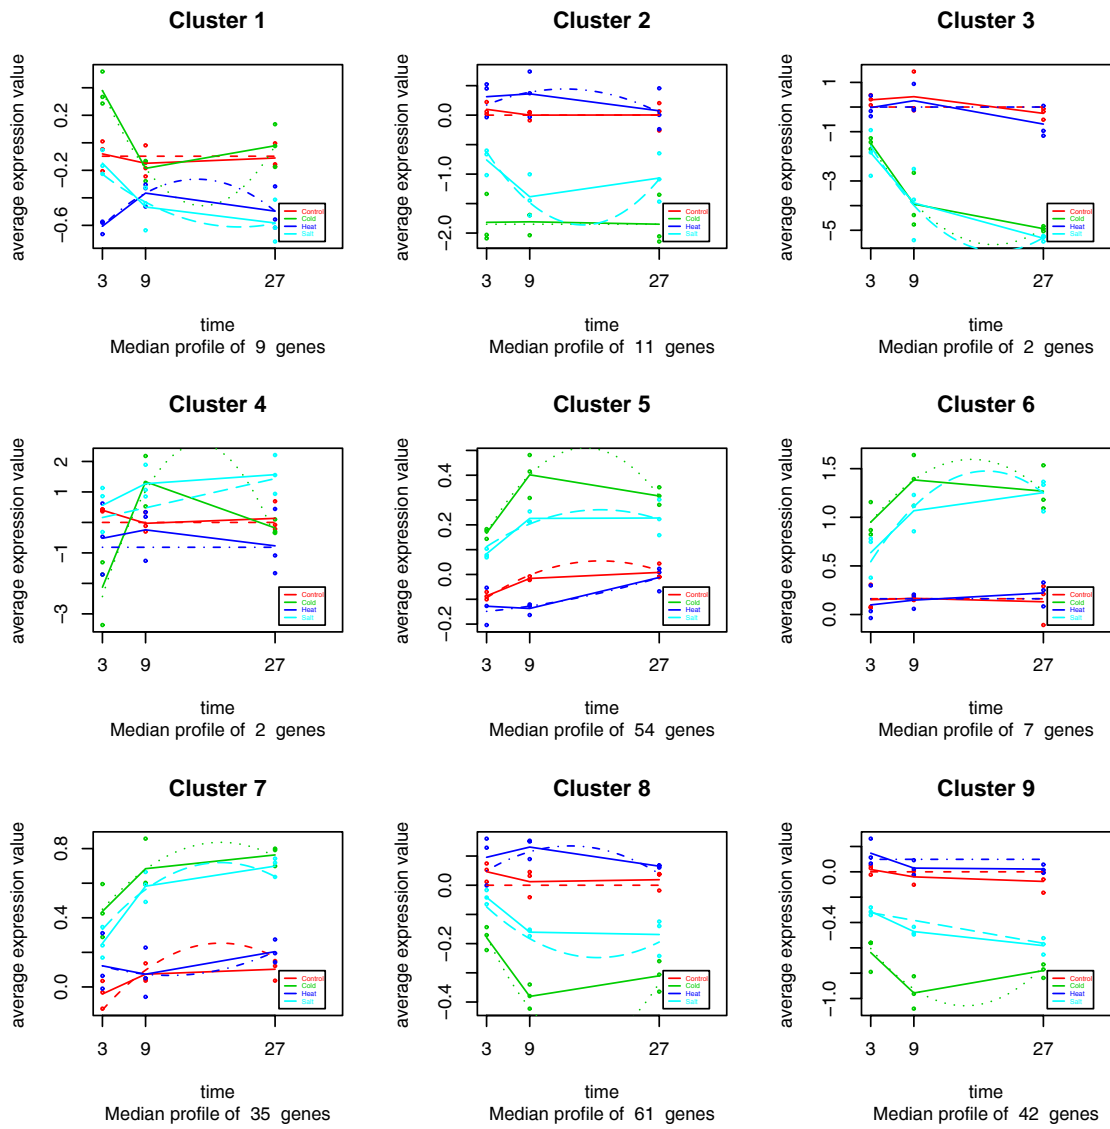 Cluster 1
average expression value
0.2
−0.2
−0.6
Control
Cold
Heat
Salt
3 9 27
time
Median profile of 9 genes
Cluster 2
average expression value
0.0
−1.0
−2.0
Control
Cold
Heat
Salt
3 9 27
time
Median profile of 11 genes
Cluster 3
average expression value
1
−1
−3
−5
Control
Cold
Heat
Salt
3 9 27
time
Median profile of 2 genes
Cluster 4
average expression value
2
1
−1
−3
Control
Cold
Heat
Salt
3 9 27
time
Median profile of 2 genes
Cluster 5
average expression value
0.4
0.2
0.0
−0.2
Control
Cold
Heat
Salt
3 9 27
time
Median profile of 54 genes
Cluster 6
average expression value
1.5
1.0
0.5
0.0
Control
Cold
Heat
Salt
3 9 27
time
Median profile of 7 genes
Cluster 7
average expression value
0.8
0.4
0.0
Control
Cold
Heat
Salt
3 9 27
time
Median profile of 35 genes
Cluster 8
average expression value
0.0
−0.2
−0.4
Control
Cold
Heat
Salt
3 9 27
time
Median profile of 61 genes
Cluster 9
average expression value
0.0
−0.4
−1.0
Control
Cold
Heat
Salt
3 9 27
time
Median profile of 42 genes